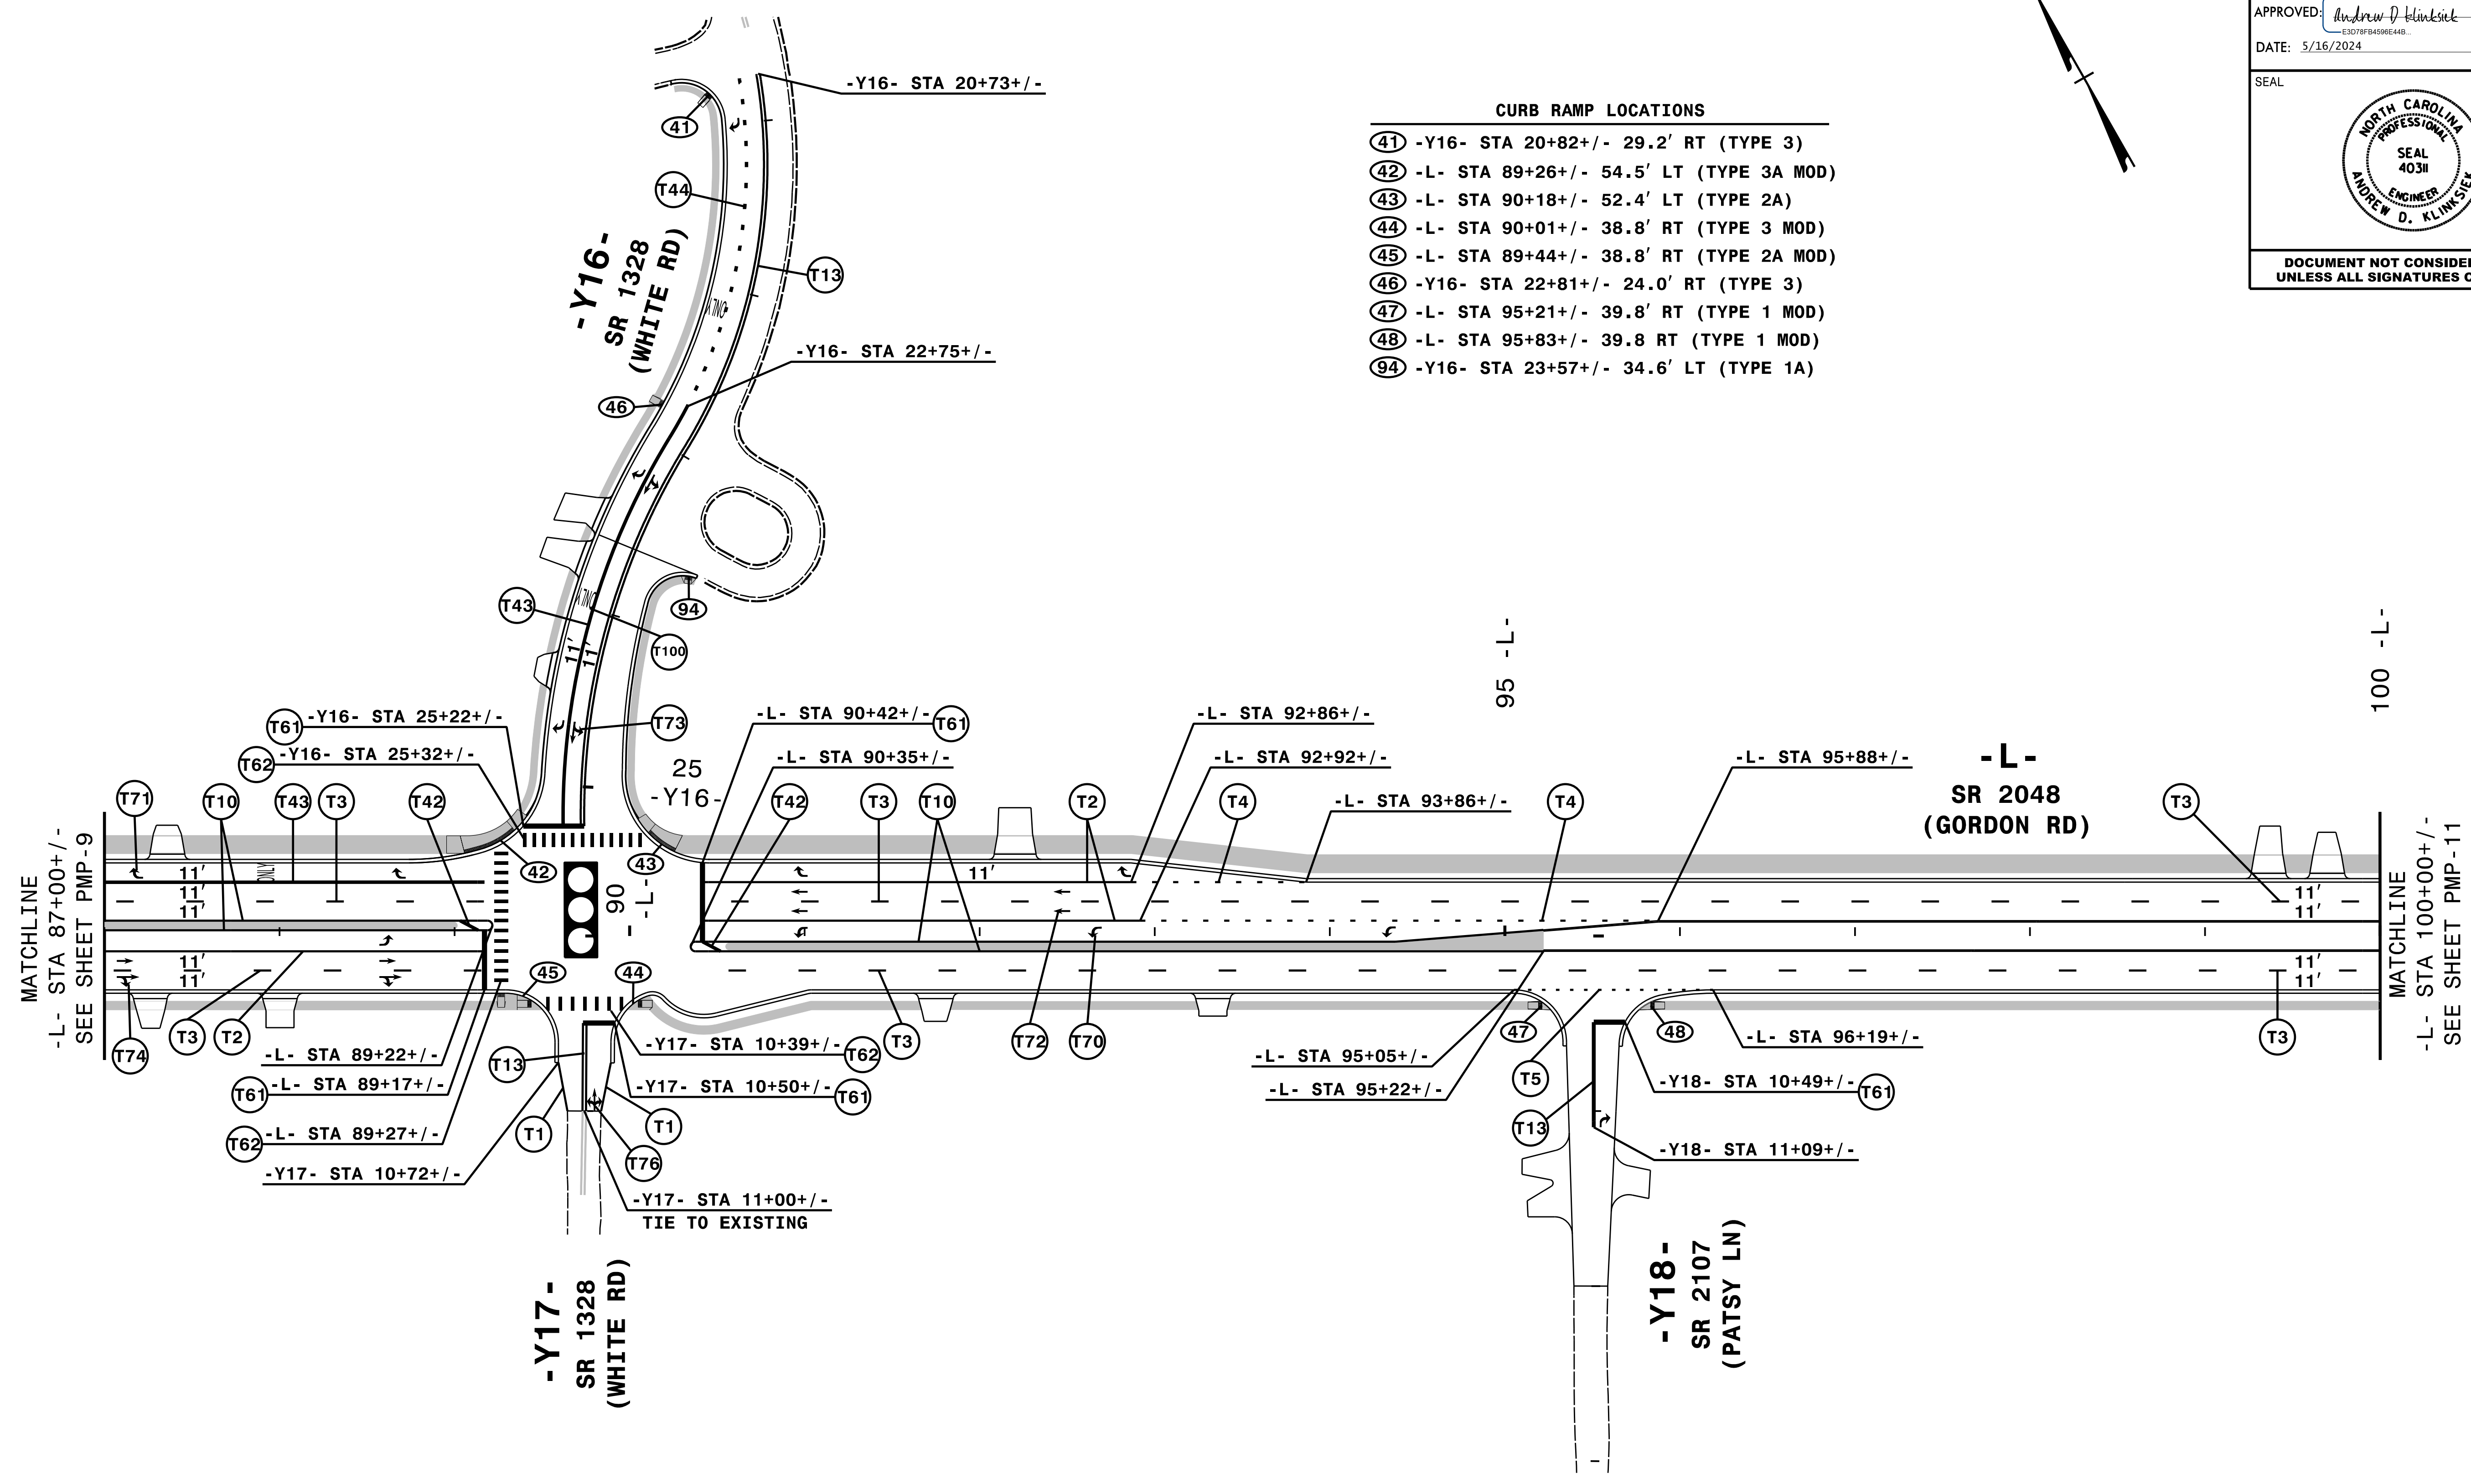 APPROVED: Andrew D Klinksiek
E3D78FB4596E44B...
DATE: 5/16/2024
SEAL
NORTH CAROLINA
PROFESSIONAL
SEAL
40311
ENGINEER
ANDREW D. KLINKSIEK
DOCUMENT NOT
UNLESS ALL SIGNATURES
CURB RAMP LOCATIONS
41 -Y16- STA 20+82+/- 29.2' RT (TYPE 3)
42 -L- STA 89+26+/- 54.5' LT (TYPE 3A MOD)
43 -L- STA 90+18+/- 52.4' LT (TYPE 2A)
44 -L- STA 90+01+/- 38.8' RT (TYPE 3 MOD)
45 -L- STA 89+44+/- 38.8' RT (TYPE 2A MOD)
46 -Y16- STA 22+81+/- 24.0' RT (TYPE 3)
47 -L- STA 95+21+/- 39.8' RT (TYPE 1 MOD)
48 -L- STA 95+83+/- 39.8 RT (TYPE 1 MOD)
94 -Y16- STA 23+57+/- 34.6' LT (TYPE 1A)
-Y16- STA 20+73+/-
41
T44
T13
-Y16-
SR 1328
(WHITE RD)
ONLY
-Y16- STA 22+75+/-
46
T43
ONLY
94
T100
11'
11'
T73
T61 -Y16- STA 25+22+/-
T62 -Y16- STA 25+32+/-
25
-Y16-
-L- STA 90+42+/- T61
-L- STA 90+35+/-
-L- STA 92+86+/-
-L- STA 92+92+/-
-L- STA 93+86+/-
-L- STA 95+88+/-
95 -L-
100 -L-
-L-
SR 2048
(GORDON RD)
T71
T10
T43
T3
T42
T42
T3
T10
T2
T4
T4
T3
MATCHLINE
-L- STA 87+00+/-
SEE SHEET PMP-9
11'
11'
11'
ONLY
42
43
90
-L-
11'
11'
11'
MATCHLINE
-L- STA 100+00+/-
SEE SHEET PMP-11
11'
11'
45
44
11'
11'
47
48
T74
T3
T2
T3
T72
T70
T3
-L- STA 89+22+/-
T61 -L- STA 89+17+/-
T62 -L- STA 89+27+/-
-Y17- STA 10+72+/-
T13
T1
T1
T76
-Y17- STA 10+39+/- T62
-Y17- STA 10+50+/- T61
-Y17- STA 11+00+/-
TIE TO EXISTING
-L- STA 95+05+/-
-L- STA 95+22+/-
T5
T13
-L- STA 96+19+/-
-Y18- STA 10+49+/- T61
-Y18- STA 11+09+/-
-Y17-
SR 1328
(WHITE RD)
-Y18-
SR 2107
(PATSY LN)